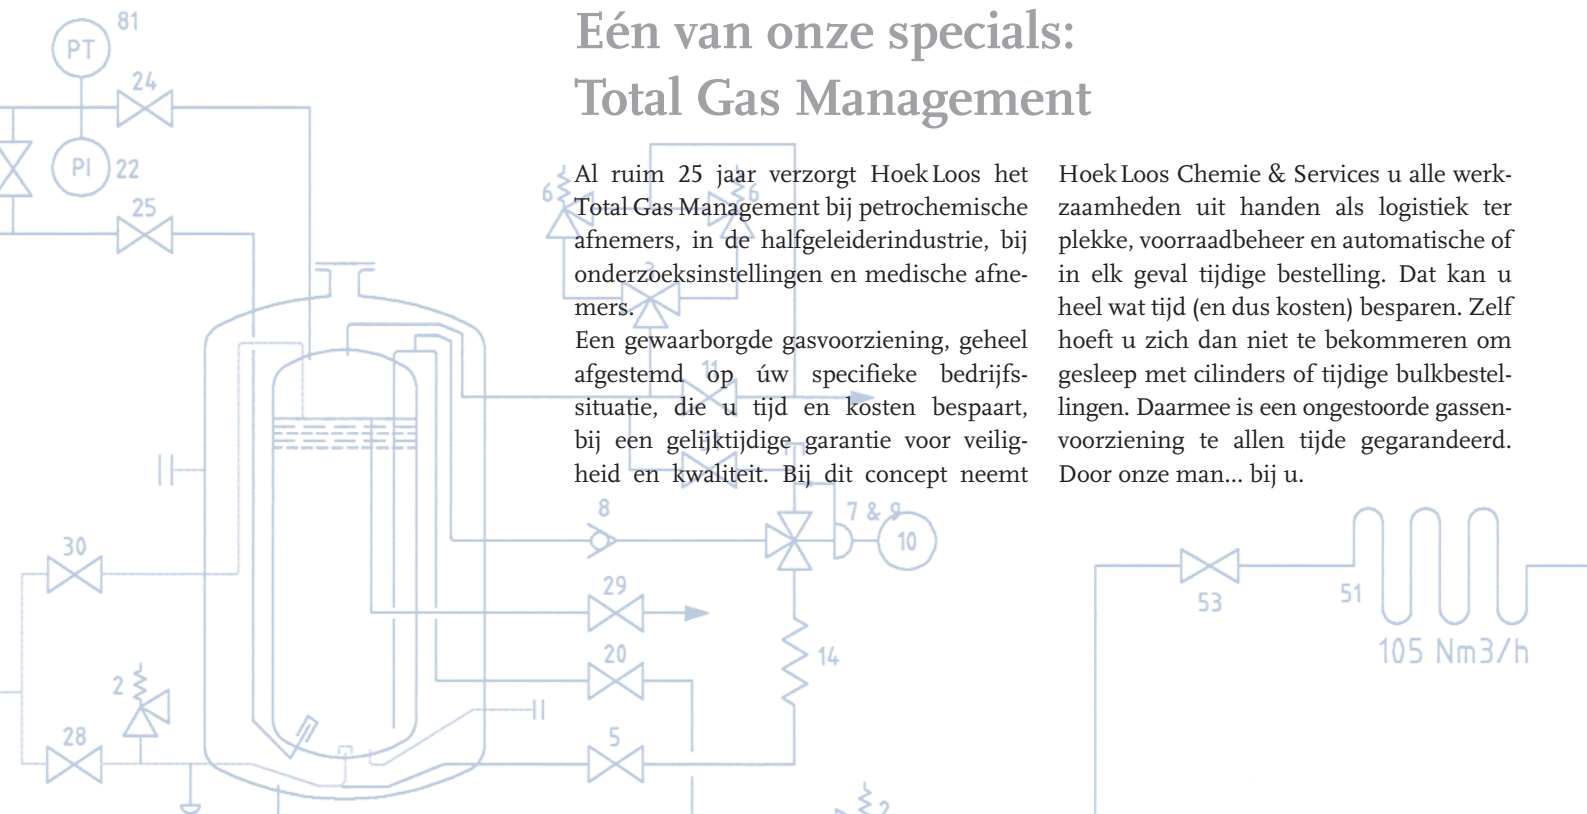 Eén van onze specials:
Total Gas Management
Al ruim 25 jaar verzorgt Hoek Loos het
Total Gas Management bij petrochemische
afnemers, in de halfgeleiderindustrie, bij
onderzoeksinstellingen en medische afne-
mers.
Een gewaarborgde gasvoorziening, geheel
afgestemd op úw specifieke bedrijfs-
situatie, die u tijd en kosten bespaart,
bij een gelijktijdige garantie voor veilig-
heid en kwaliteit. Bij dit concept neemt
Hoek Loos Chemie & Services u alle werk-
zaamheden uit handen als logistiek ter
plekke, voorraadbeheer en automatische of
in elk geval tijdige bestelling. Dat kan u
heel wat tijd (en dus kosten) besparen. Zelf
hoeft u zich dan niet te bekommeren om
gesleep met cilinders of tijdige bulkbestel-
lingen. Daarmee is een ongestoorde gassen-
voorziening te allen tijde gegarandeerd.
Door onze man... bij u.
81
PT
24
PI
22
25
6
6
3
11
8
7 & 9
10
30
29
53
51
105 Nm3/h
20
14
2
28
5
2